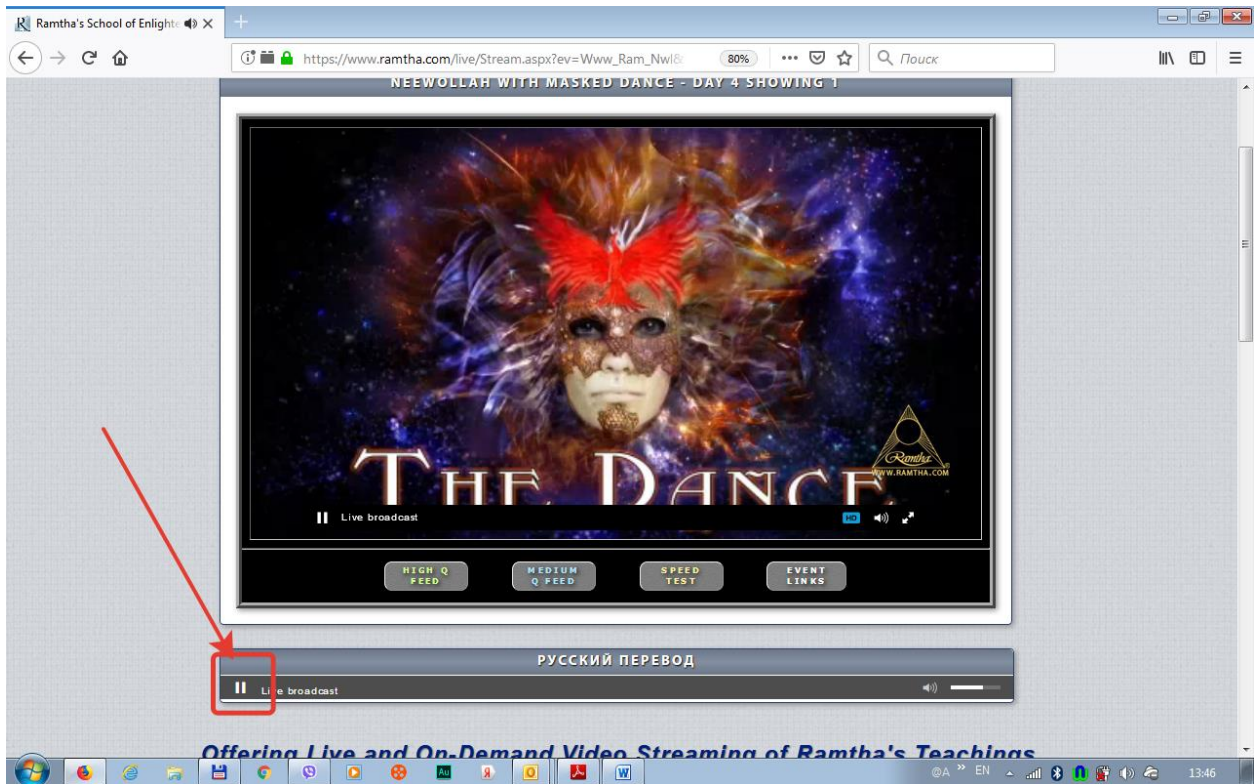 Ramtha's School of Enlighte
https://www.ramtha.com/live/Stream.aspx?ev=Www_Ram_Nwl&
80%
Поиск
NEEWOLLAH WITH MASKED DANCE - DAY 4 SHOWING 1
Ramtha
WWW.RAMTHA.COM
THE DANCE
Live broadcast
HD
HIGH Q
FEED
MEDIUM
Q FEED
SPEED
TEST
EVENT
LINKS
РУССКИЙ ПЕРЕВОД
Live broadcast
Offering Live and On-Demand Video Streaming of Ramtha's Teachings
EN
13:46